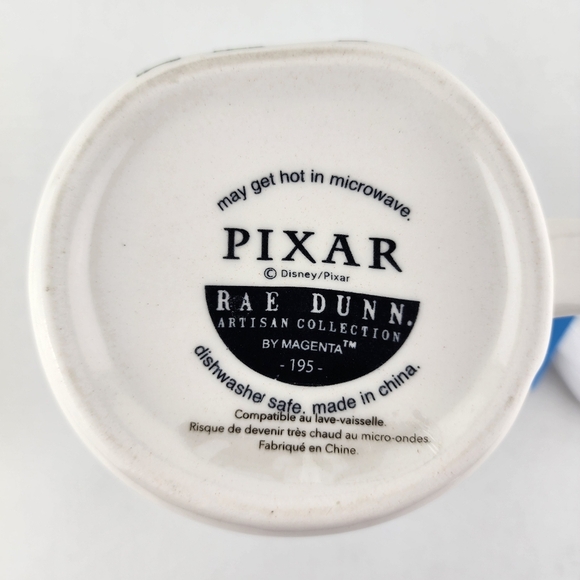 may get hot in microwave.
PIXAR
© Disney/Pixar
RAE DUNN.
ARTISAN COLLECTION
BY MAGENTA™
- 195 -
dishwasher safe. made in china.
Compatible au lave-vaisselle.
Risque de devenir très chaud au micro-ondes.
Fabriqué en Chine.